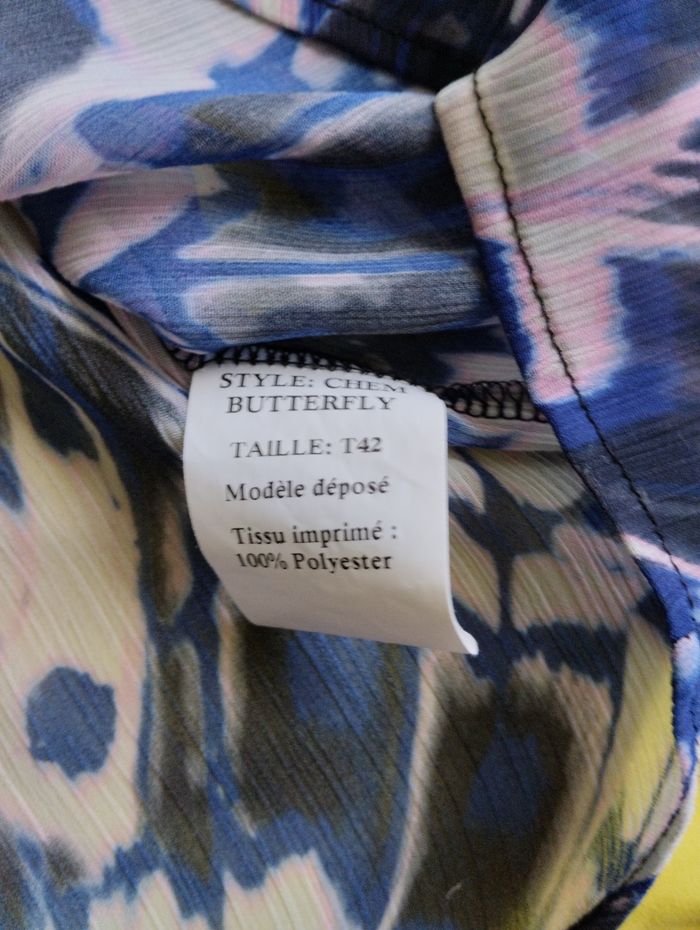 STYLE: CHEM
BUTTERFLY
TAILLE: T42
Modèle déposé
Tissu imprimé :
100% Polyester